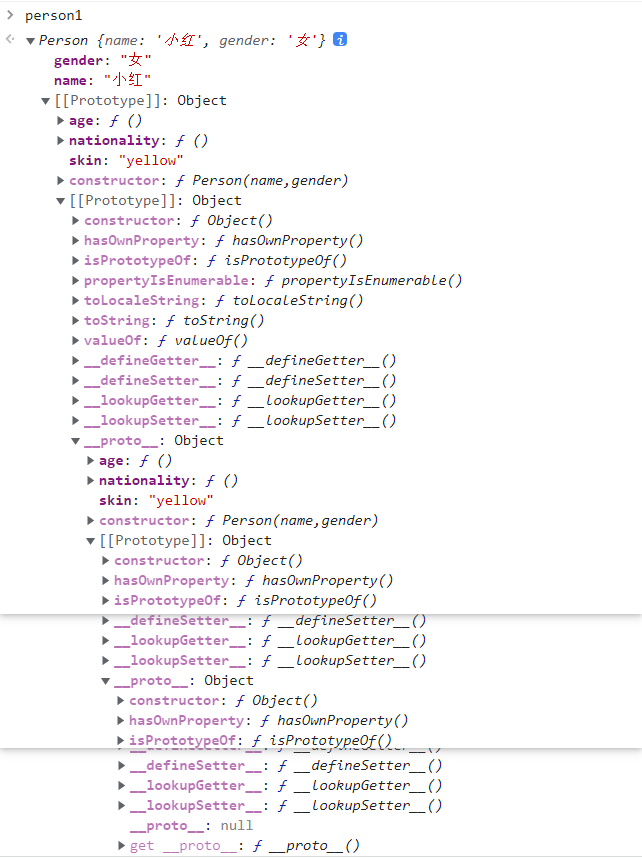 person1
Person {name: '小红', gender: '女'} i
gender: "女"
name: "小红"
[[Prototype]]: Object
age: ƒ ()
nationality: ƒ ()
skin: "yellow"
constructor: ƒ Person(name,gender)
[[Prototype]]: Object
constructor: ƒ Object()
hasOwnProperty: ƒ hasOwnProperty()
isPrototypeOf: ƒ isPrototypeOf()
propertyIsEnumerable: ƒ propertyIsEnumerable()
toLocaleString: ƒ toLocaleString()
toString: ƒ toString()
valueOf: ƒ valueOf()
__defineGetter__: ƒ __defineGetter__()
__defineSetter__: ƒ __defineSetter__()
__lookupGetter__: ƒ __lookupGetter__()
__lookupSetter__: ƒ __lookupSetter__()
__proto__: Object
age: ƒ ()
nationality: ƒ ()
skin: "yellow"
constructor: ƒ Person(name,gender)
[[Prototype]]: Object
constructor: ƒ Object()
hasOwnProperty: ƒ hasOwnProperty()
isPrototypeOf: ƒ isPrototypeOf()
__defineSetter__: ƒ __defineSetter__()
__lookupGetter__: ƒ __lookupGetter__()
__lookupSetter__: ƒ __lookupSetter__()
__proto__: Object
constructor: ƒ Object()
hasOwnProperty: ƒ hasOwnProperty()
isPrototypeOf: ƒ isPrototypeOf()
__defineSetter__: ƒ __defineSetter__()
__lookupGetter__: ƒ __lookupGetter__()
__lookupSetter__: ƒ __lookupSetter__()
__proto__: null
get __proto__: ƒ __proto__()